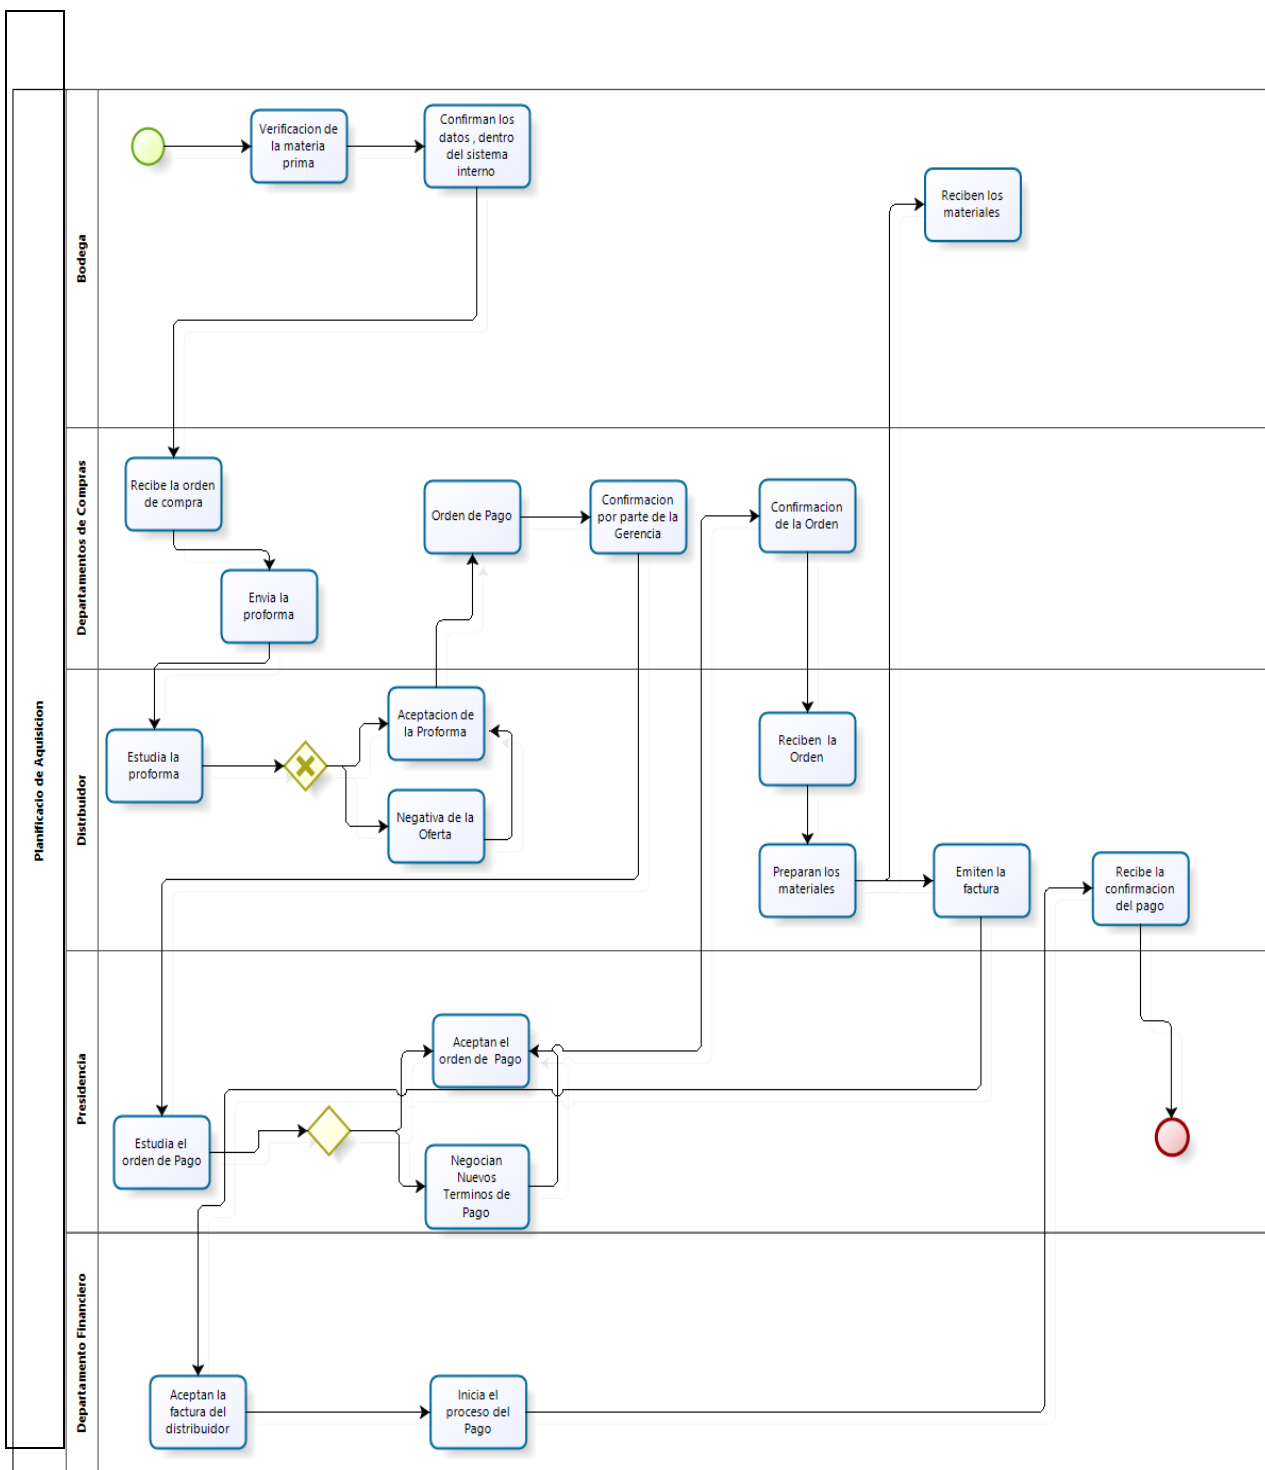 Planificacio de Aquisicion
Bodega
Verificacion de
la materia
prima
Confirman los
datos , dentro
del sistema
interno
Reciben los
materiales
Departamentos de Compras
Recibe la orden
de compra
Envia la
proforma
Orden de Pago
Confirmacion
por parte de la
Gerencia
Confirmacion
de la Orden
Distrbuidor
Estudia la
proforma
Aceptacion de
la Proforma
Negativa de la
Oferta
Reciben la
Orden
Preparan los
materiales
Emiten la
factura
Recibe la
confirmacion
del pago
Presidencia
Estudia el
orden de Pago
Aceptan el
orden de Pago
Negocian
Nuevos
Terminos de
Pago
Departamento Financiero
Aceptan la
factura del
distribuidor
Inicia el
proceso del
Pago